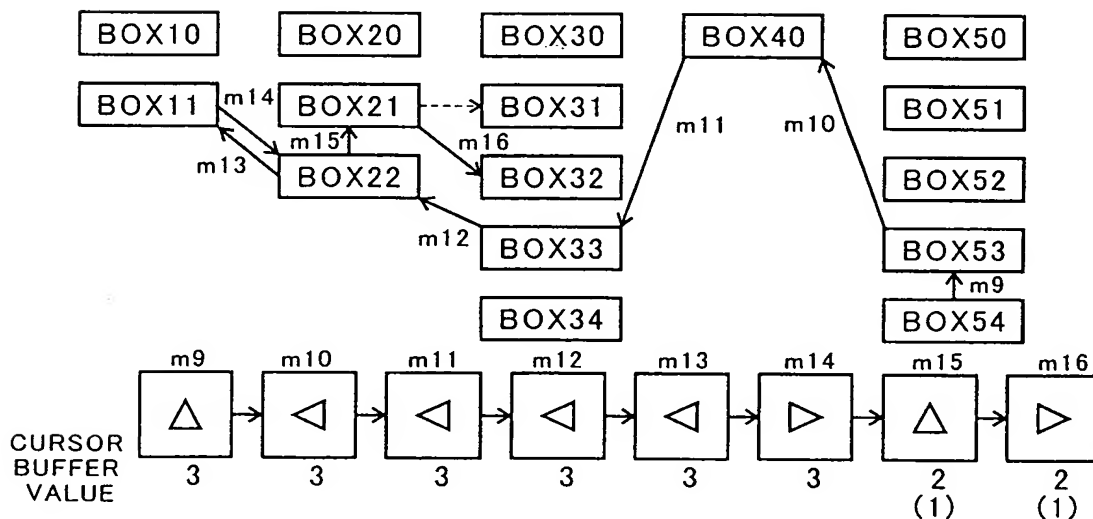 BOX10 BOX20 BOX30 BOX40 BOX50
BOX11 m14 BOX21 BOX31 BOX51
m11 m10
m13 m15 m16
BOX22 BOX32 BOX52
m12 BOX33 BOX53
m9
BOX34 BOX54
m9 m10 m11 m12 m13 m14 m15 m16
CURSOR
BUFFER
VALUE
3 3 3 3 3 3 2 2
(1) (1)